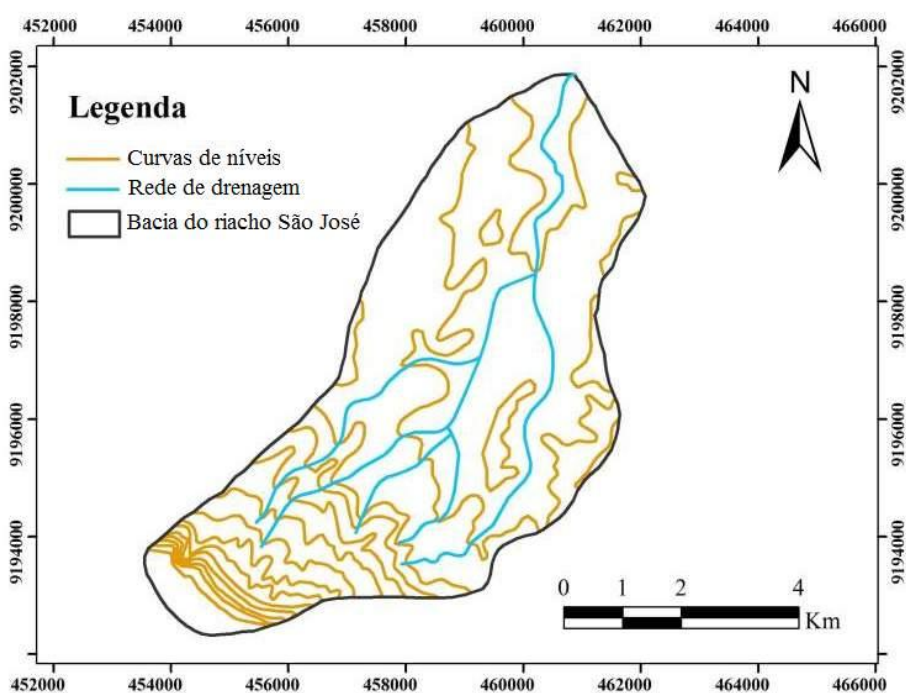 452000 454000 456000 458000 460000 462000 464000 466000
9202000
9200000
9198000
9196000
9194000
Legenda
Curvas de níveis
Rede de drenagem
Bacia do riacho São José
N
9202000
9200000
9198000
9196000
9194000
0 1 2 4
Km
452000 454000 456000 458000 460000 462000 464000 466000